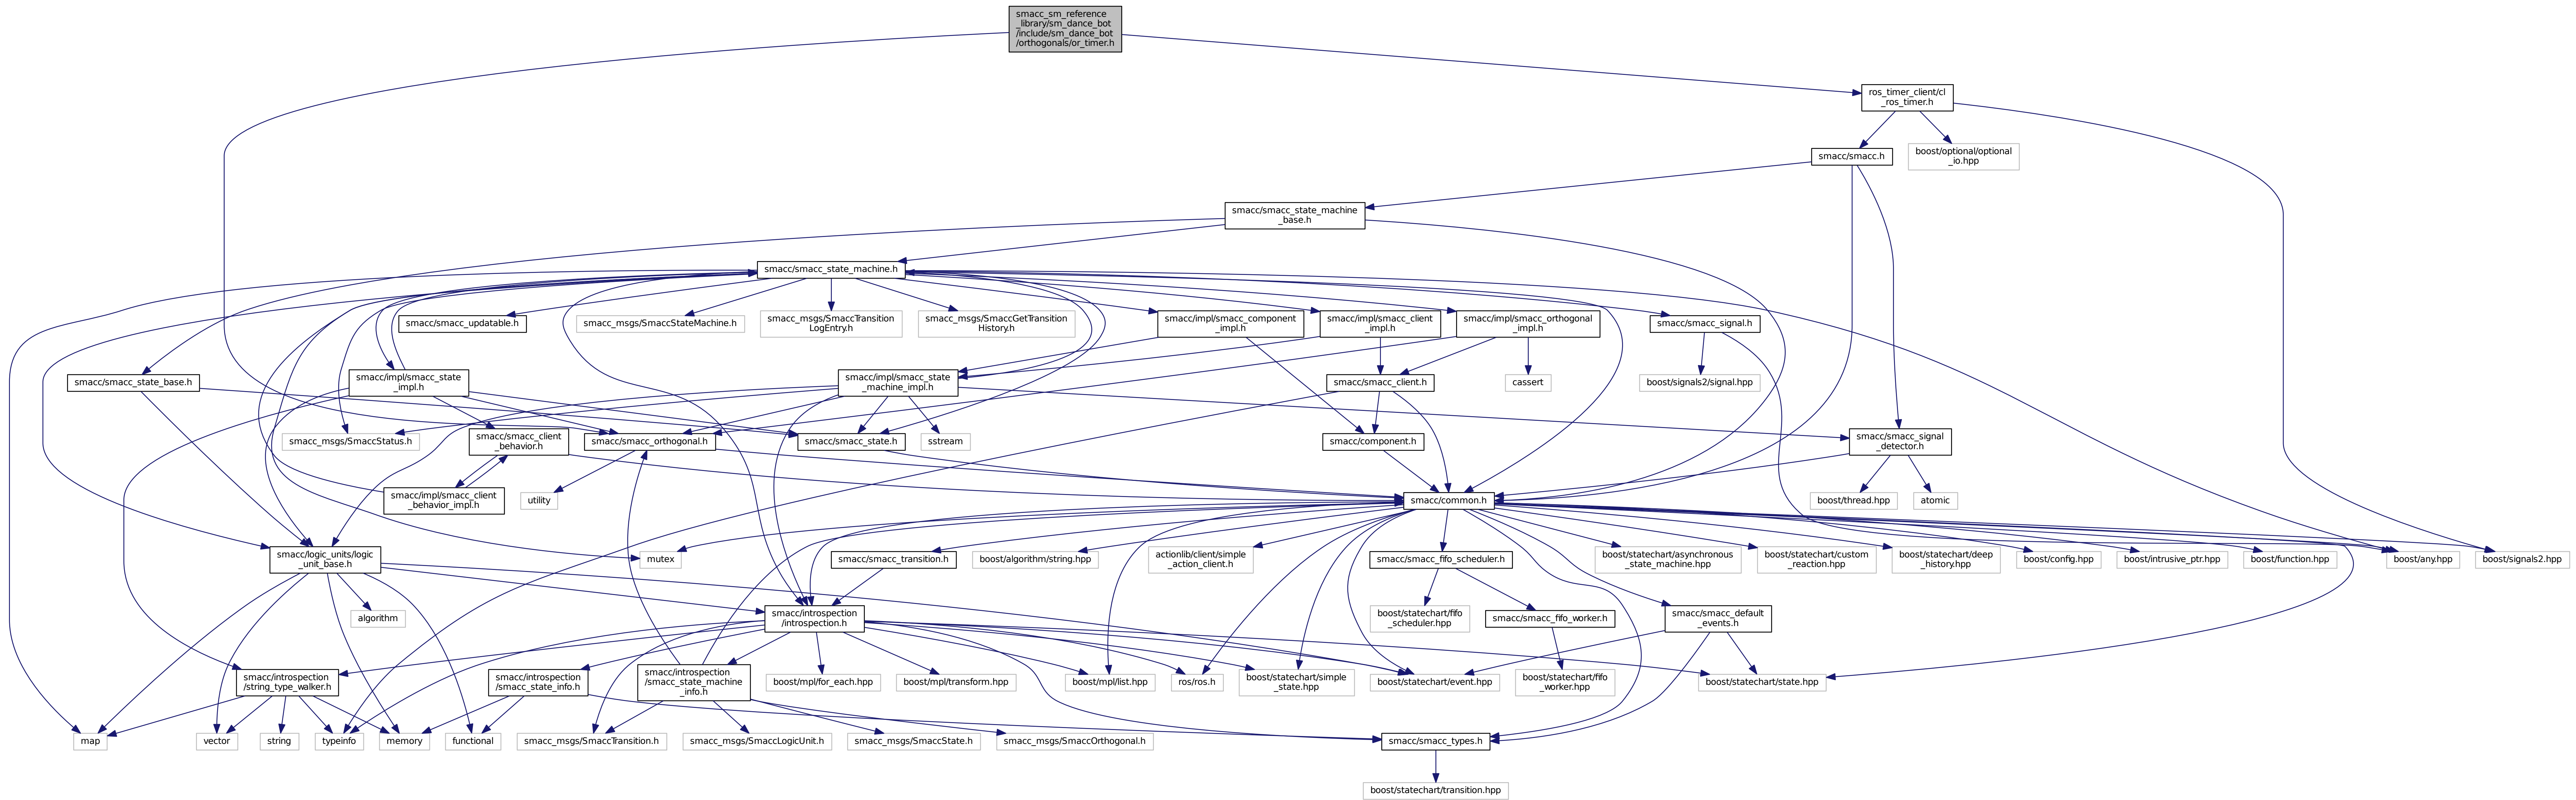 smacc_sm_reference
_library/sm_dance_bot
/include/sm_dance_bot
/orthogonals/or_timer.h
ros_timer_client/cl
_ros_timer.h
smacc/smacc.h
boost/optional/optional
_io.hpp
smacc/smacc_state_machine
_base.h
smacc/smacc_state_machine.h
smacc/smacc_updatable.h
smacc_msgs/SmaccStateMachine.h
smacc_msgs/SmaccTransition
LogEntry.h
smacc_msgs/SmaccGetTransition
History.h
smacc/impl/smacc_component
_impl.h
smacc/impl/smacc_client
_impl.h
smacc/impl/smacc_orthogonal
_impl.h
smacc/smacc_signal.h
smacc/smacc_state_base.h
smacc/impl/smacc_state
_impl.h
smacc/impl/smacc_state
_machine_impl.h
smacc/smacc_client.h
cassert
boost/signals2/signal.hpp
smacc_msgs/SmaccStatus.h
smacc/smacc_client
_behavior.h
smacc/smacc_orthogonal.h
smacc/smacc_state.h
sstream
smacc/component.h
smacc/smacc_signal
_detector.h
smacc/impl/smacc_client
_behavior_impl.h
utility
smacc/common.h
boost/thread.hpp
atomic
smacc/logic_units/logic
_unit_base.h
mutex
smacc/smacc_transition.h
boost/algorithm/string.hpp
actionlib/client/simple
_action_client.h
smacc/smacc_fifo_scheduler.h
boost/statechart/asynchronous
_state_machine.hpp
boost/statechart/custom
_reaction.hpp
boost/statechart/deep
_history.hpp
boost/config.hpp
boost/intrusive_ptr.hpp
boost/function.hpp
boost/any.hpp
boost/signals2.hpp
algorithm
smacc/introspection
/introspection.h
boost/statechart/fifo
_scheduler.hpp
smacc/smacc_fifo_worker.h
smacc/smacc_default
_events.h
smacc/introspection
/string_type_walker.h
smacc/introspection
/smacc_state_info.h
smacc/introspection
/smacc_state_machine
_info.h
boost/mpl/for_each.hpp
boost/mpl/transform.hpp
boost/mpl/list.hpp
ros/ros.h
boost/statechart/simple
_state.hpp
boost/statechart/event.hpp
boost/statechart/fifo
_worker.hpp
boost/statechart/state.hpp
map
vector
string
typeinfo
memory
functional
smacc_msgs/SmaccTransition.h
smacc_msgs/SmaccLogicUnit.h
smacc_msgs/SmaccState.h
smacc_msgs/SmaccOrthogonal.h
smacc/smacc_types.h
boost/statechart/transition.hpp